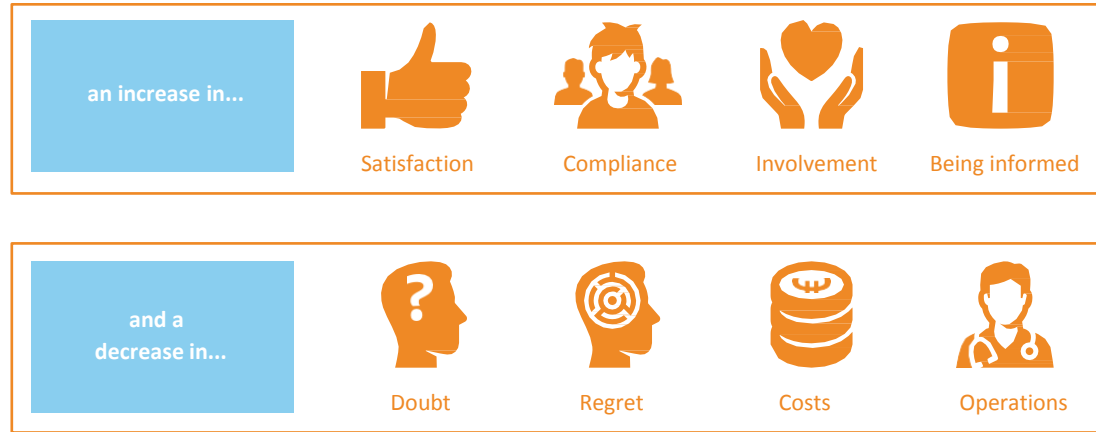 an increase in...
Satisfaction
Compliance
Involvement
Being informed
and a
decrease in...
?
Doubt
Regret
Costs
Operations